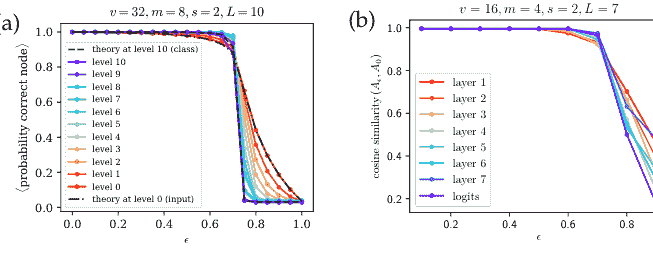 (a)
v = 32, m = 8, s = 2, L = 10
⟨probability correct node⟩
1.0
0.8
0.6
0.4
0.2
0.0
theory at level 10 (class)
level 10
level 9
level 8
level 7
level 6
level 5
level 4
level 3
level 2
level 1
level 0
theory at level 0 (input)
0.0 0.2 0.4 0.6 0.8 1.0
ϵ
(b)
v = 16, m = 4, s = 2, L = 7
1.0
0.8
0.6
0.4
0.2
layer 1
layer 2
layer 3
layer 4
layer 5
layer 6
layer 7
logits
0.2 0.4 0.6 0.8
ϵ
cosine similarity